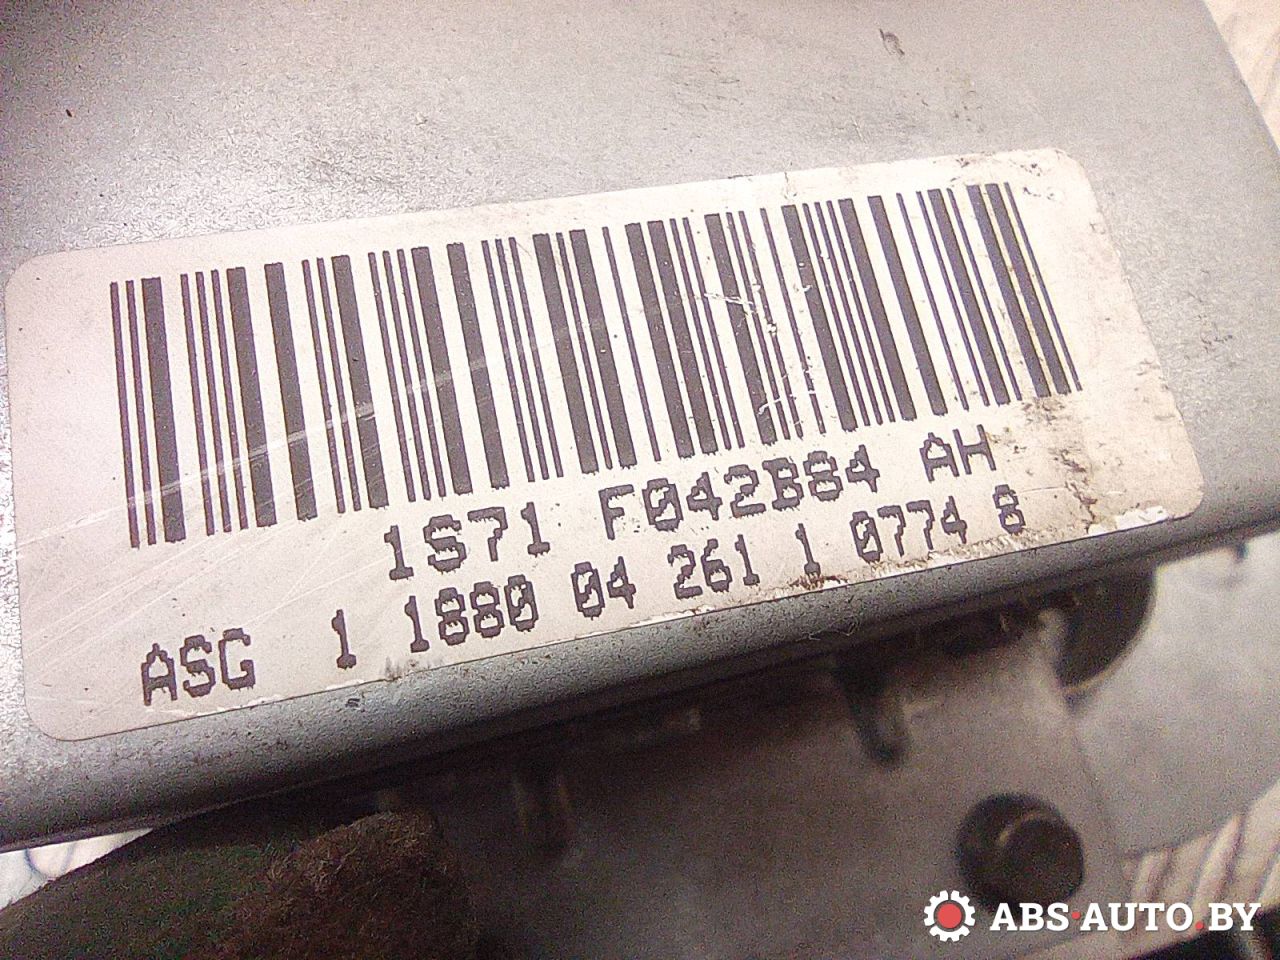 1S71 F042B84 AH
ASG 1 1880 04 261 1 0774 8
ABS·AUTO.BY